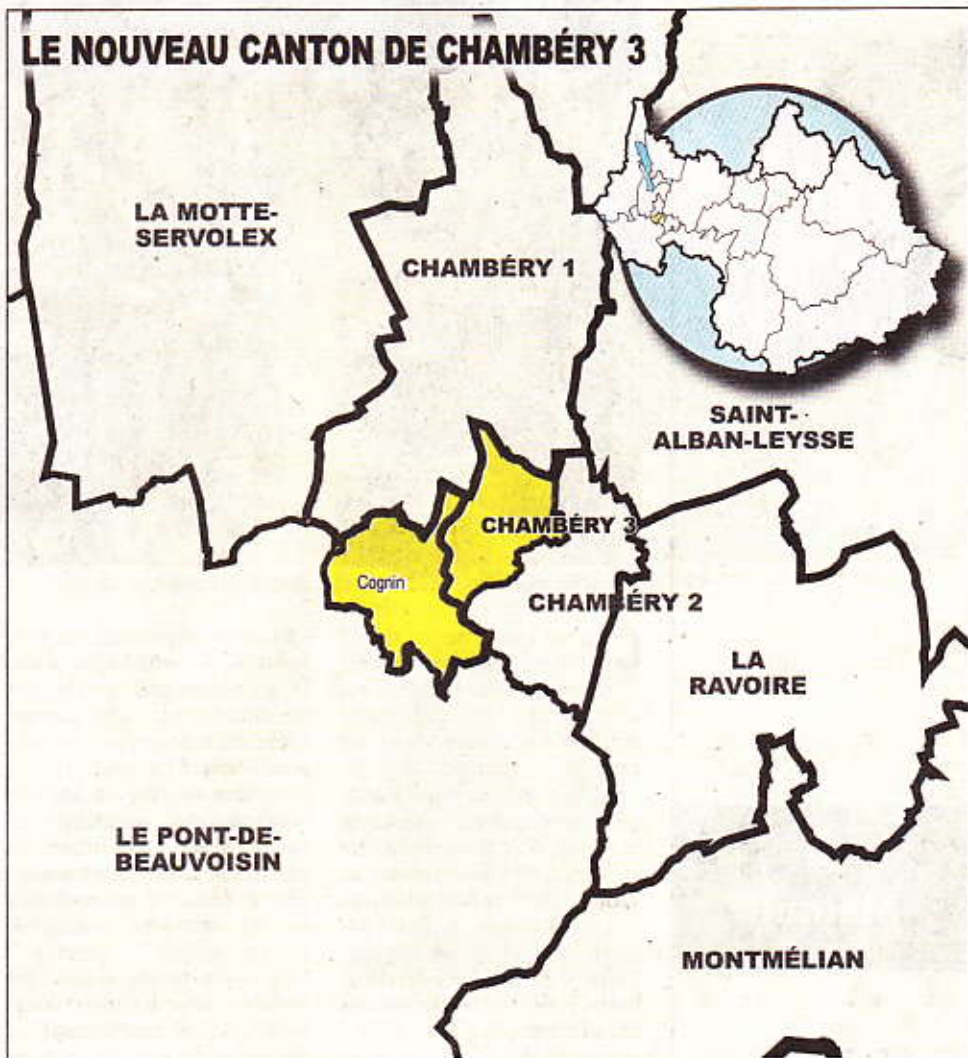 LE NOUVEAU CANTON DE CHAMBÉRY 3
LA MOTTE-
SERVOLEX
CHAMBÉRY 1
SAINT-
ALBAN-LEYSSE
CHAMBÉRY 3
Cognin
CHAMBÉRY 2
LA
RAVOIRE
LE PONT-DE-
BEAUVOISIN
MONTMÉLIAN